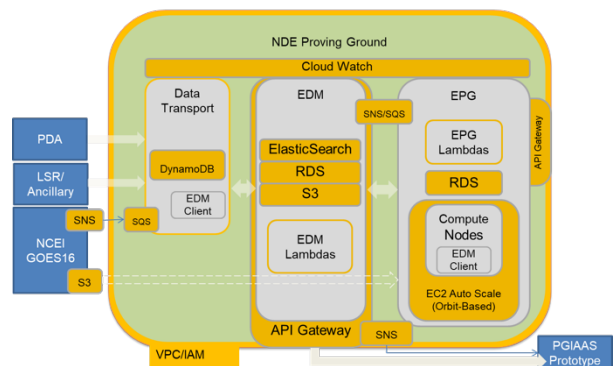 NDE Proving Ground
Cloud Watch
Data
Transport
DynamoDB
EDM
Client
SQS
EDM
ElasticSearch
RDS
S3
EDM
Lambdas
API Gateway
SNS/SQS
EPG
EPG
Lambdas
RDS
Compute
Nodes
EDM
Client
EC2 Auto Scale
(Orbit-Based)
API Gateway
PDA
LSR/
Ancillary
SNS
NCEI
GOES16
S3
SNS
VPC/IAM
PGIAAS
Prototype